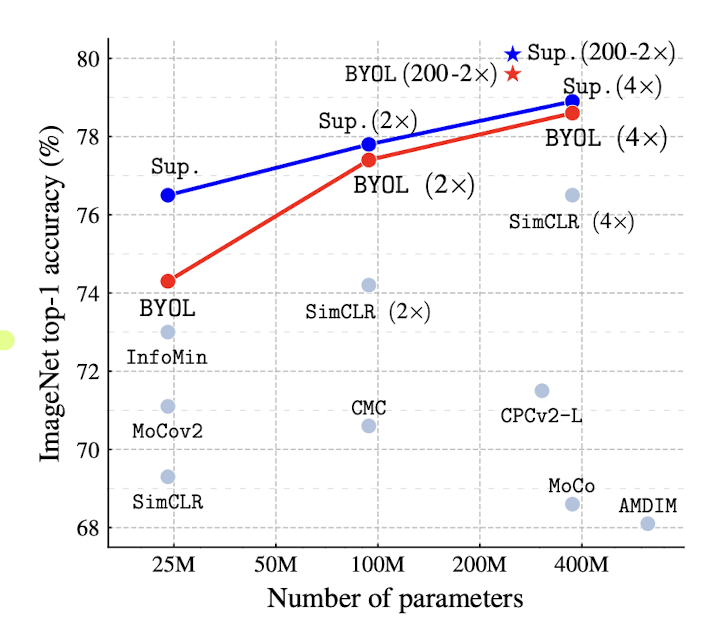 80
Sup.(200-2×)
BYOL (200-2×)
Sup.(4×)
78
Sup.(2×)
BYOL (4×)
Sup.
BYOL (2×)
76
SimCLR (4×)
74
BYOL
SimCLR (2×)
InfoMin
72
CMC
CPCv2-L
MoCov2
70
MoCo
SimCLR
AMDIM
68
25M 50M 100M 200M 400M
Number of parameters
ImageNet top-1 accuracy (%)